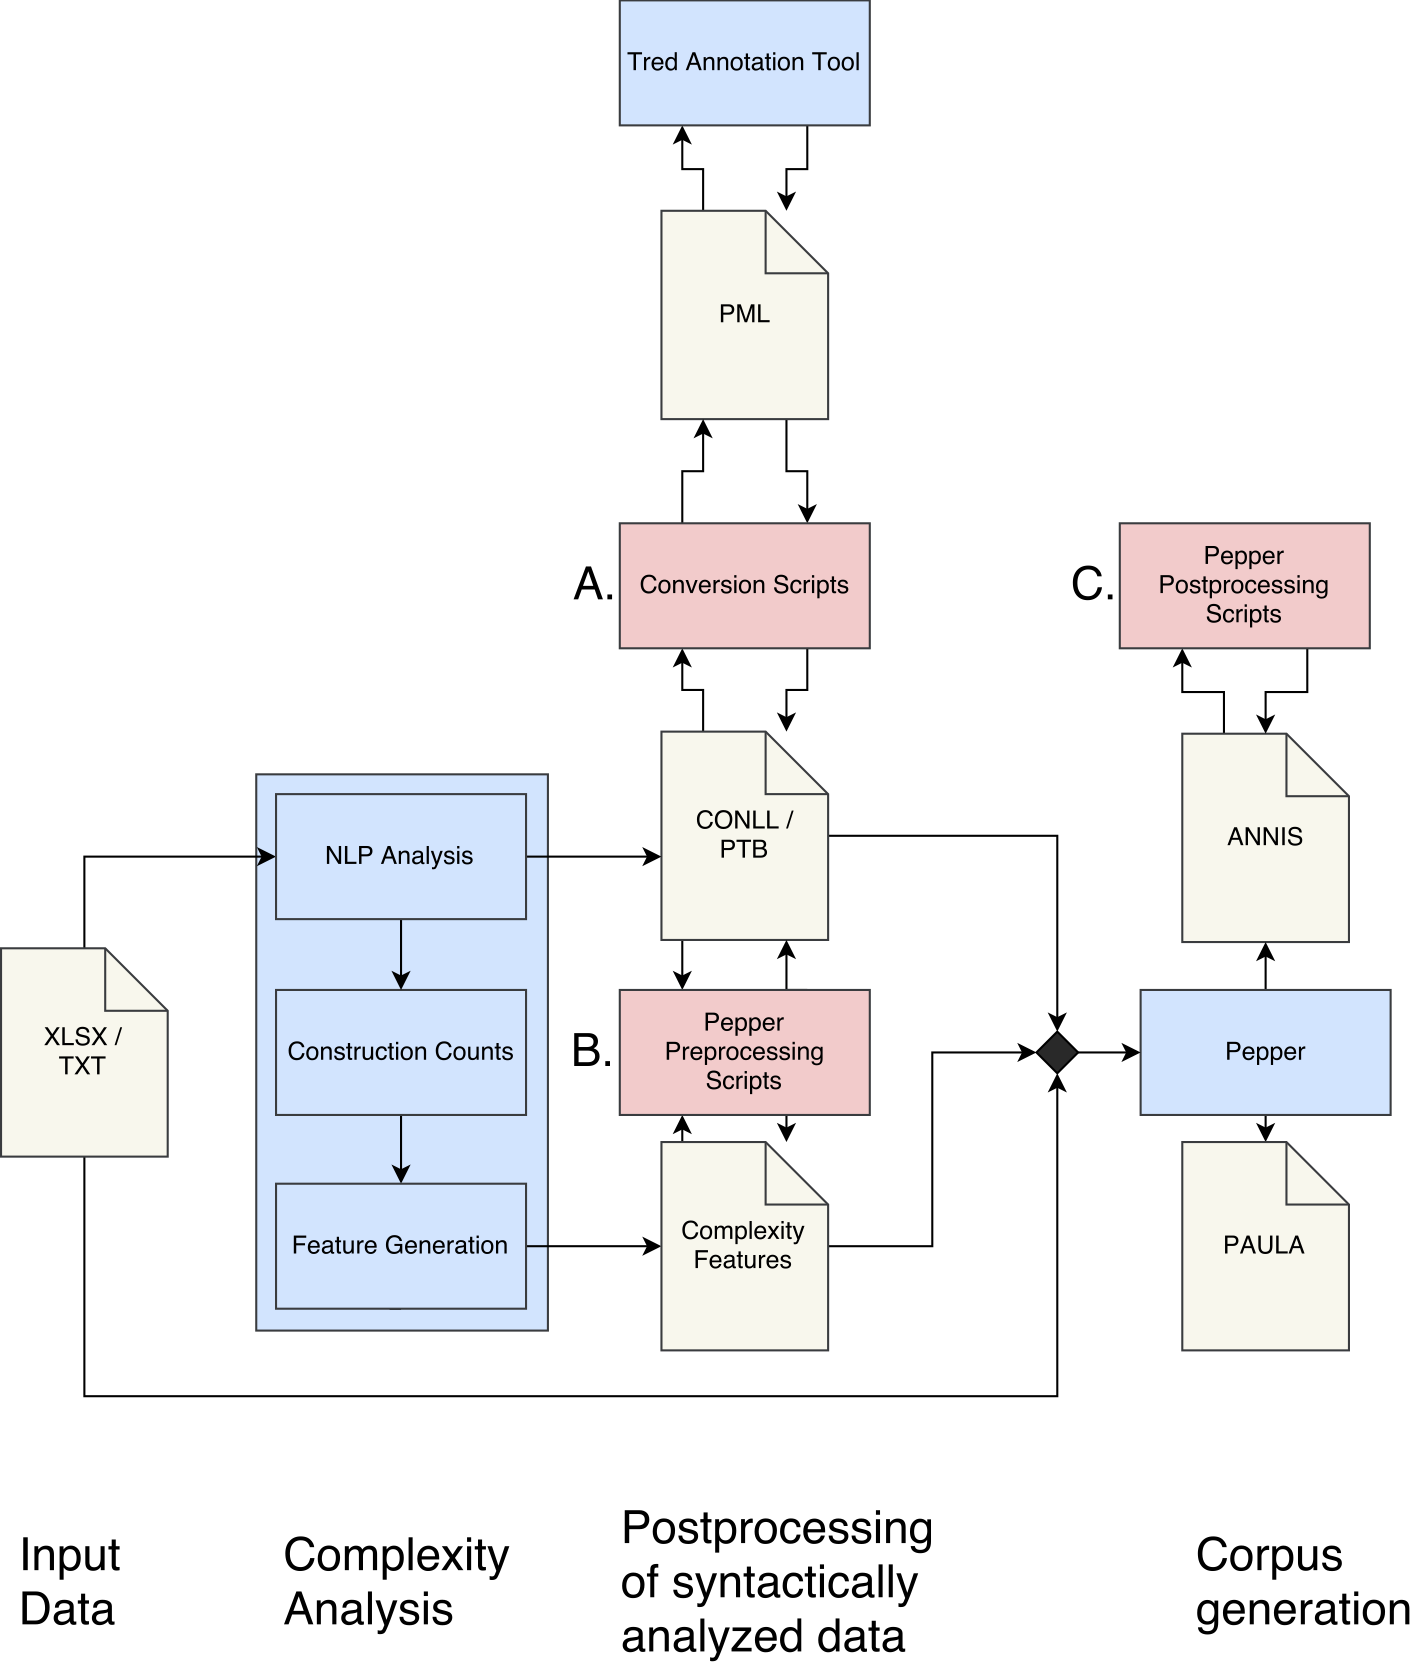 Tred Annotation Tool
PML
A.
Conversion Scripts
C.
Pepper
Postprocessing
Scripts
CONLL /
PTB
ANNIS
NLP Analysis
XLSX /
TXT
Construction Counts
B.
Pepper
Preprocessing
Scripts
Pepper
Feature Generation
Complexity
Features
PAULA
Input
Data
Complexity
Analysis
Postprocessing
of syntactically
analyzed data
Corpus
generation